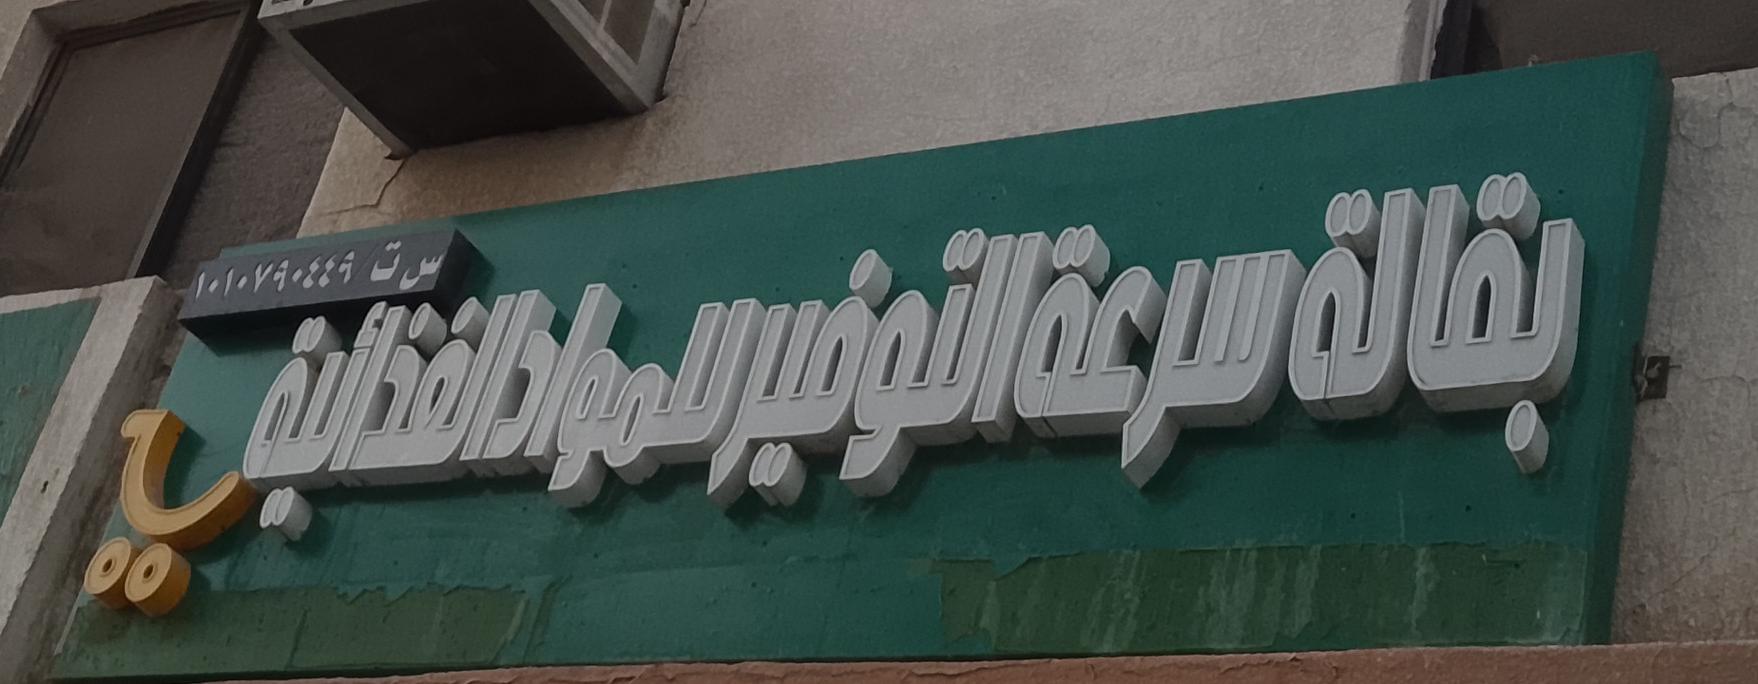 س ت / ١٠١٠٧٩٠٤٤٩
بقالة سرعة التوفير للمواد الغذائية